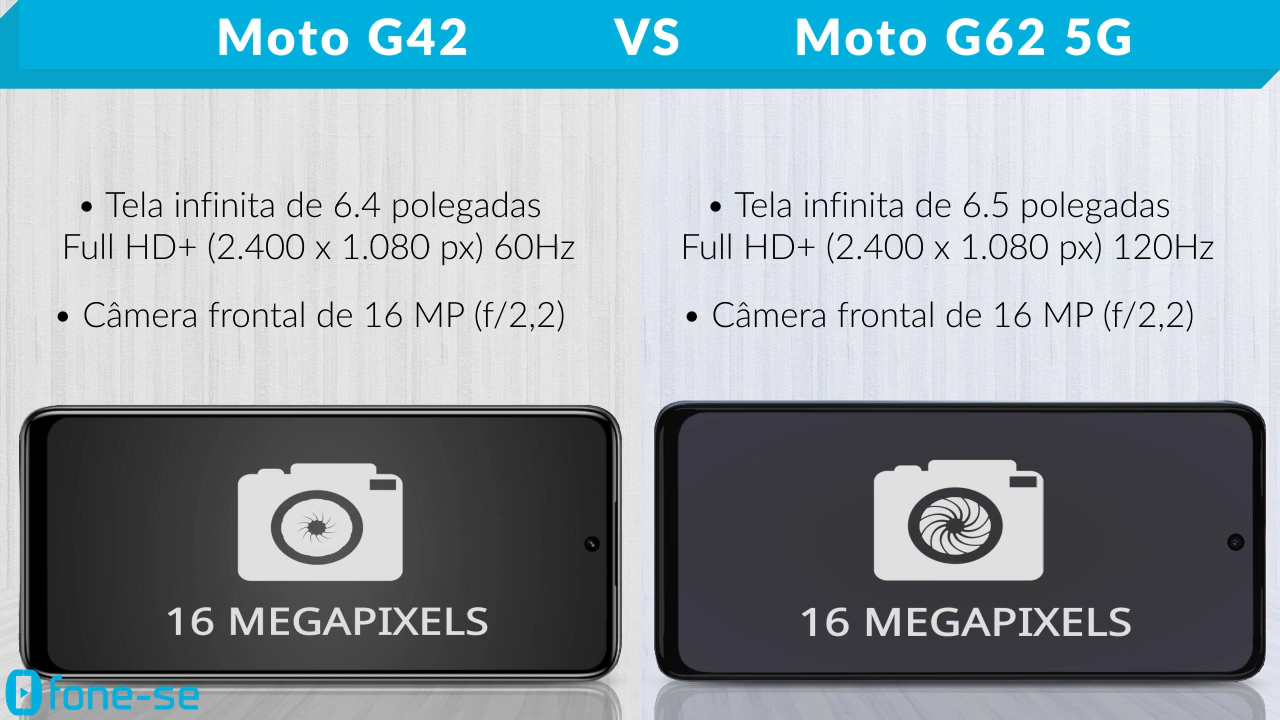 Moto G42 VS Moto G62 5G
• Tela infinita de 6.4 polegadas
Full HD+ (2.400 x 1.080 px) 60Hz
• Câmera frontal de 16 MP (f/2,2)
16 MEGAPIXELS
• Tela infinita de 6.5 polegadas
Full HD+ (2.400 x 1.080 px) 120Hz
• Câmera frontal de 16 MP (f/2,2)
16 MEGAPIXELS
fone-se